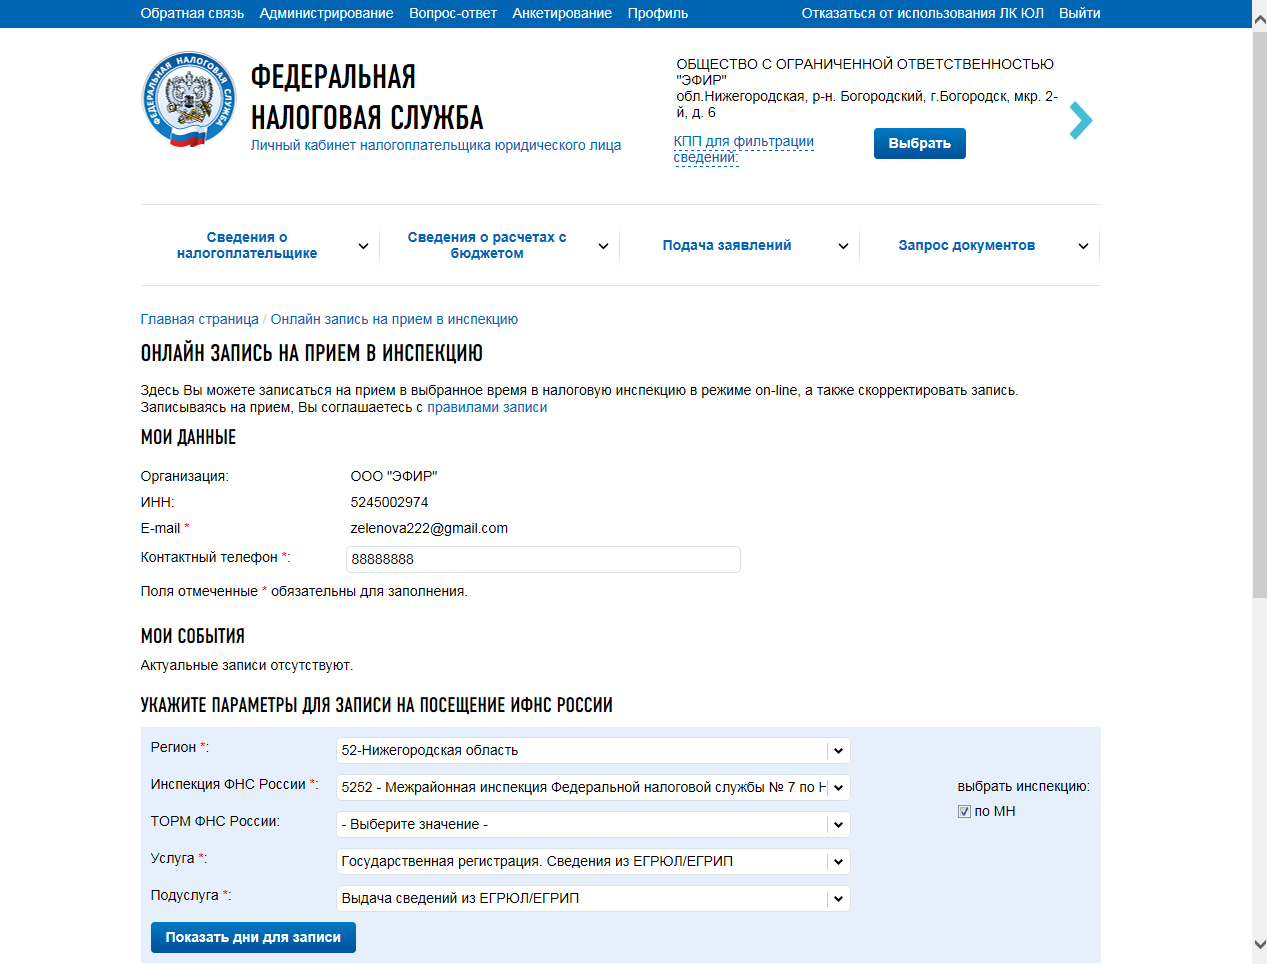 Обратная связь Администрирование Вопрос-ответ Анкетирование Профиль Отказаться от использования ЛК ЮЛ Выйти
ФЕДЕРАЛЬНАЯ НАЛОГОВАЯ СЛУЖБА
ФЕДЕРАЛЬНАЯ
НАЛОГОВАЯ СЛУЖБА
Личный кабинет налогоплательщика юридического лица
ОБЩЕСТВО С ОГРАНИЧЕННОЙ ОТВЕТСТВЕННОСТЬЮ
"ЭФИР"
обл.Нижегородская, р-н. Богородский, г.Богородск, мкр. 2-
й, д. 6
КПП для фильтрации
сведений:
Выбрать
Сведения о
налогоплательщике
Сведения о расчетах с
бюджетом
Подача заявлений
Запрос документов
Главная страница / Онлайн запись на прием в инспекцию
ОНЛАЙН ЗАПИСЬ НА ПРИЕМ В ИНСПЕКЦИЮ
Здесь Вы можете записаться на прием в выбранное время в налоговую инспекцию в режиме on-line, а также скорректировать запись.
Записываясь на прием, Вы соглашаетесь с правилами записи
МОИ ДАННЫЕ
Организация: ООО "ЭФИР"
ИНН: 5245002974
E-mail * zelenova222@gmail.com
Контактный телефон *: 88888888
Поля отмеченные * обязательны для заполнения.
МОИ СОБЫТИЯ
Актуальные записи отсутствуют.
УКАЖИТЕ ПАРАМЕТРЫ ДЛЯ ЗАПИСИ НА ПОСЕЩЕНИЕ ИФНС РОССИИ
Регион *: 52-Нижегородская область
Инспекция ФНС России *: 5252 - Межрайонная инспекция Федеральной налоговой службы № 7 по Н
выбрать инспекцию:
по МН
ТОРМ ФНС России: - Выберите значение -
Услуга *: Государственная регистрация. Сведения из ЕГРЮЛ/ЕГРИП
Подуслуга *: Выдача сведений из ЕГРЮЛ/ЕГРИП
Показать дни для записи